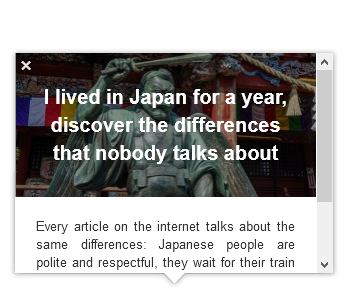 I lived in Japan for a year,
discover the differences
that nobody talks about
Every article on the internet talks about the
same differences: Japanese people are
polite and respectful, they wait for their train